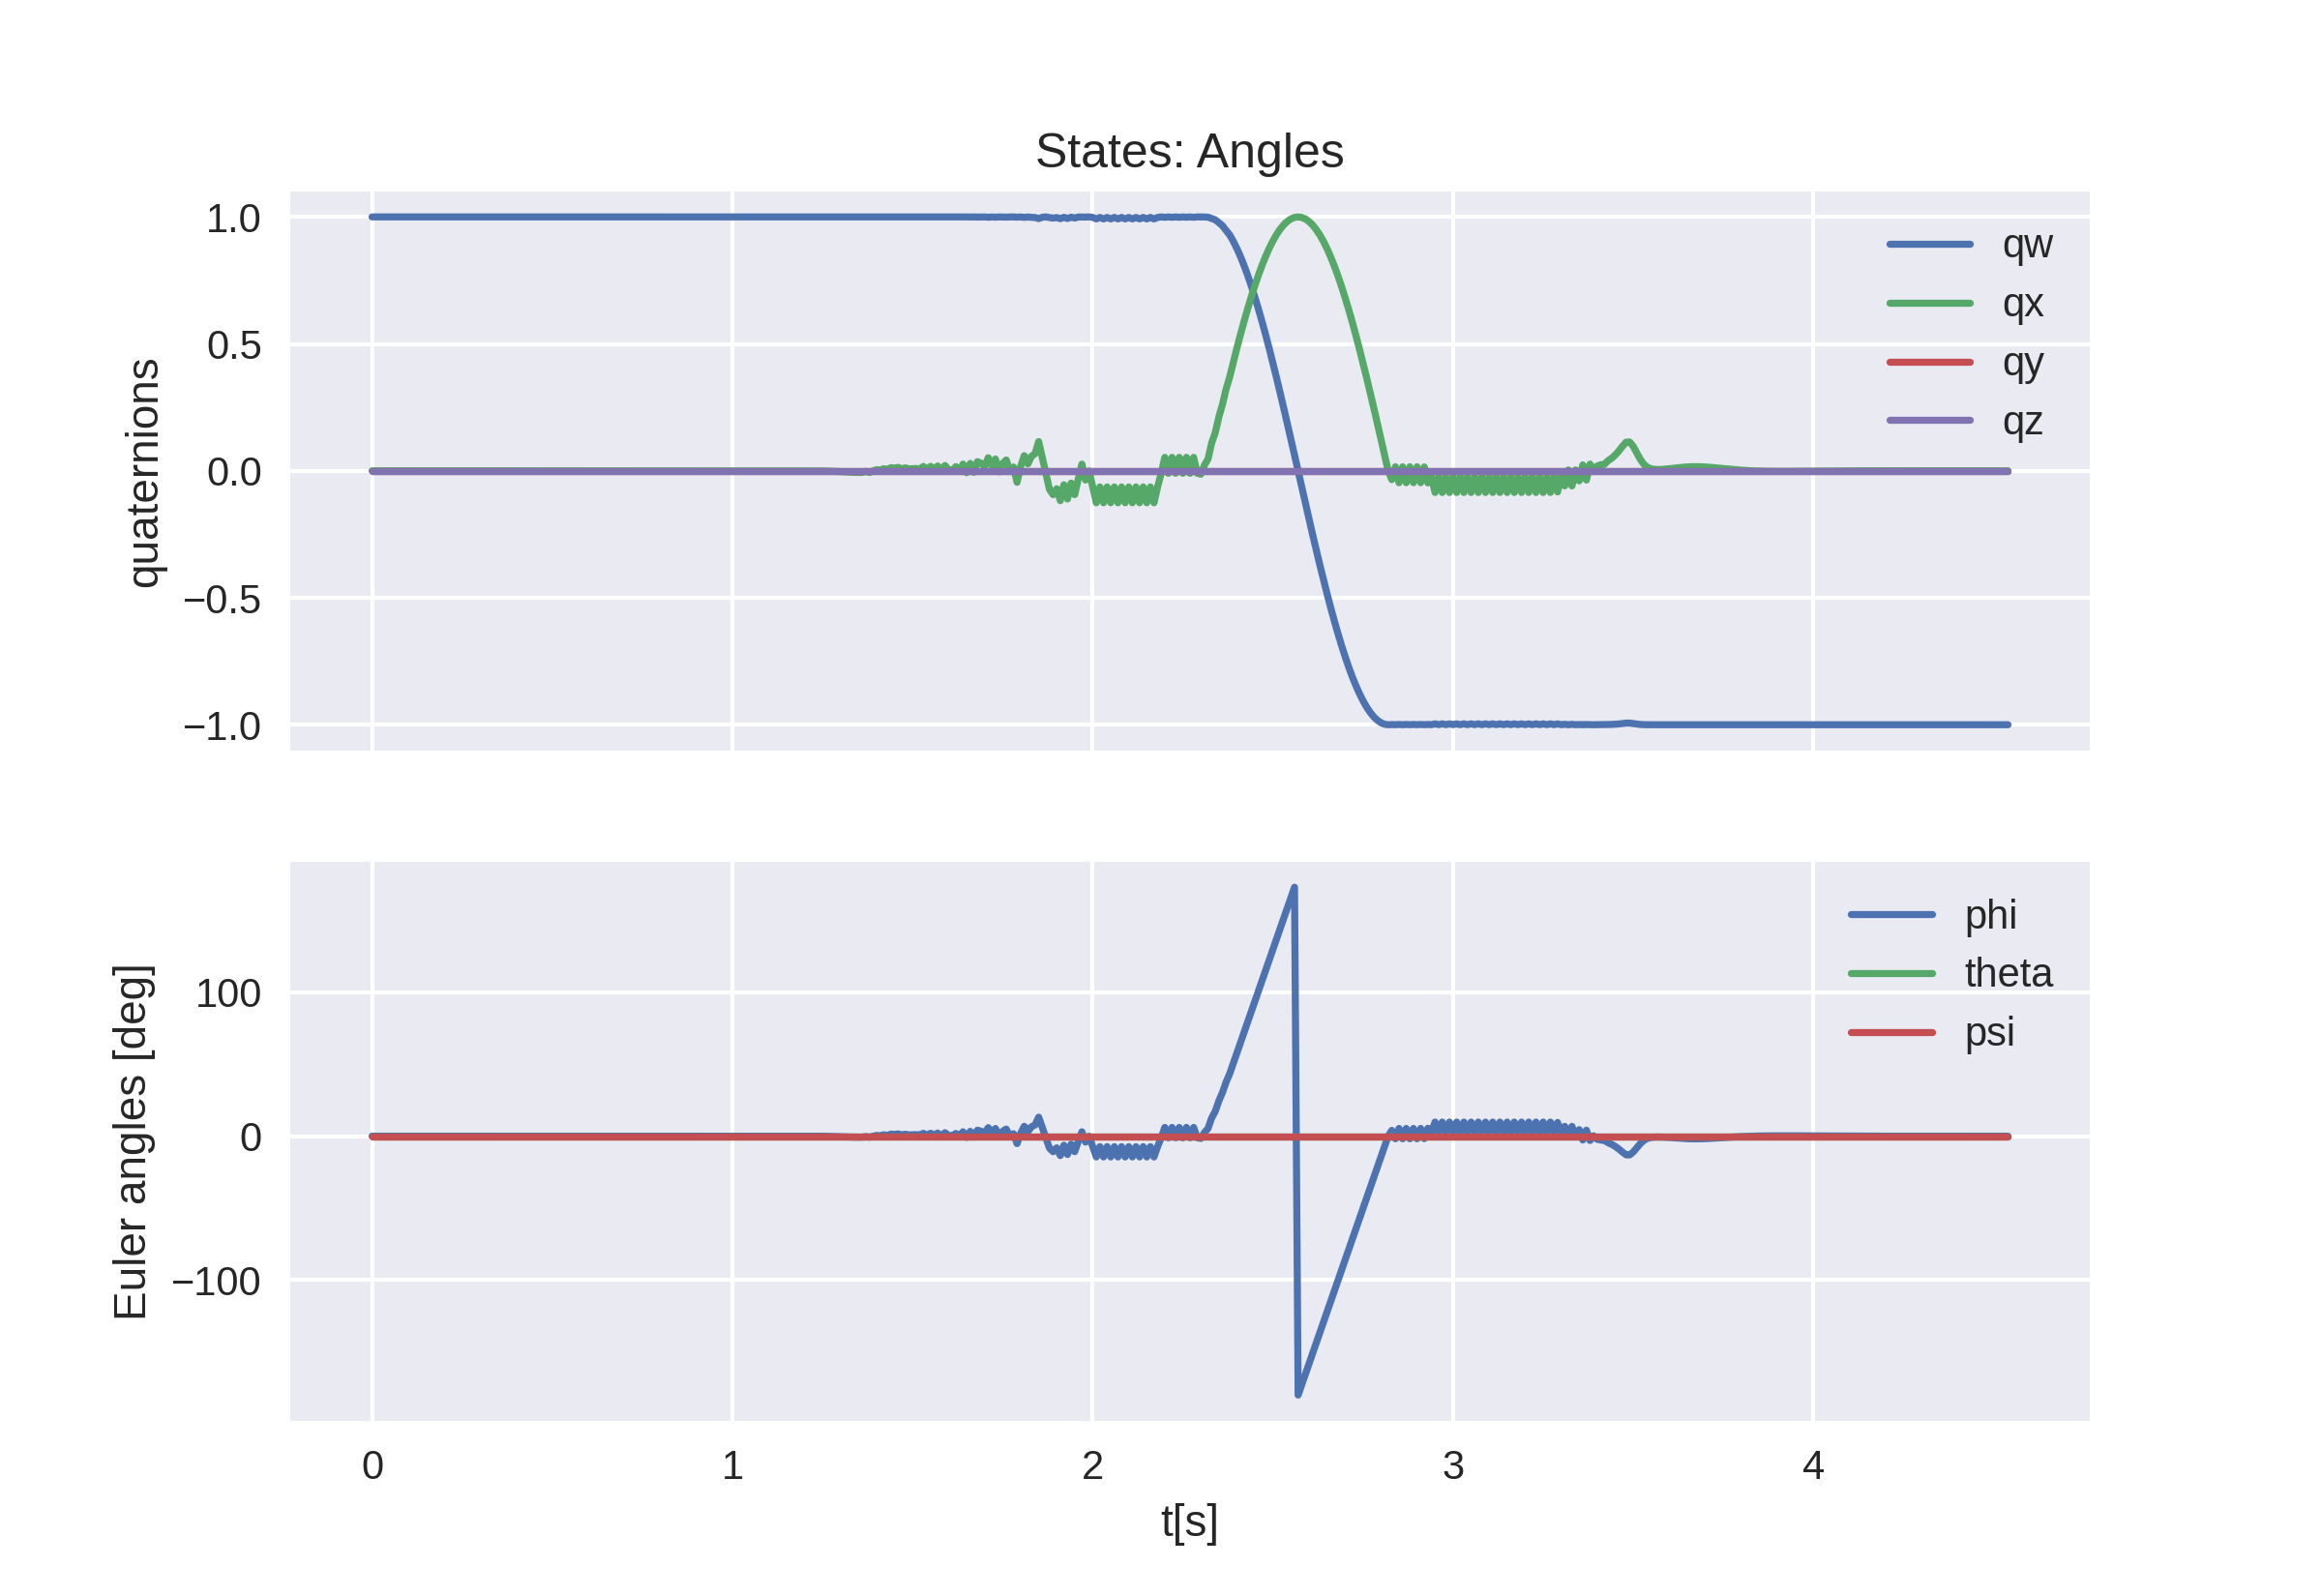 States: Angles
quaternions
1.0
0.5
0.0
−0.5
−1.0
qw
qx
qy
qz
Euler angles [deg]
100
0
−100
phi
theta
psi
0 1 2 3 4
t[s]